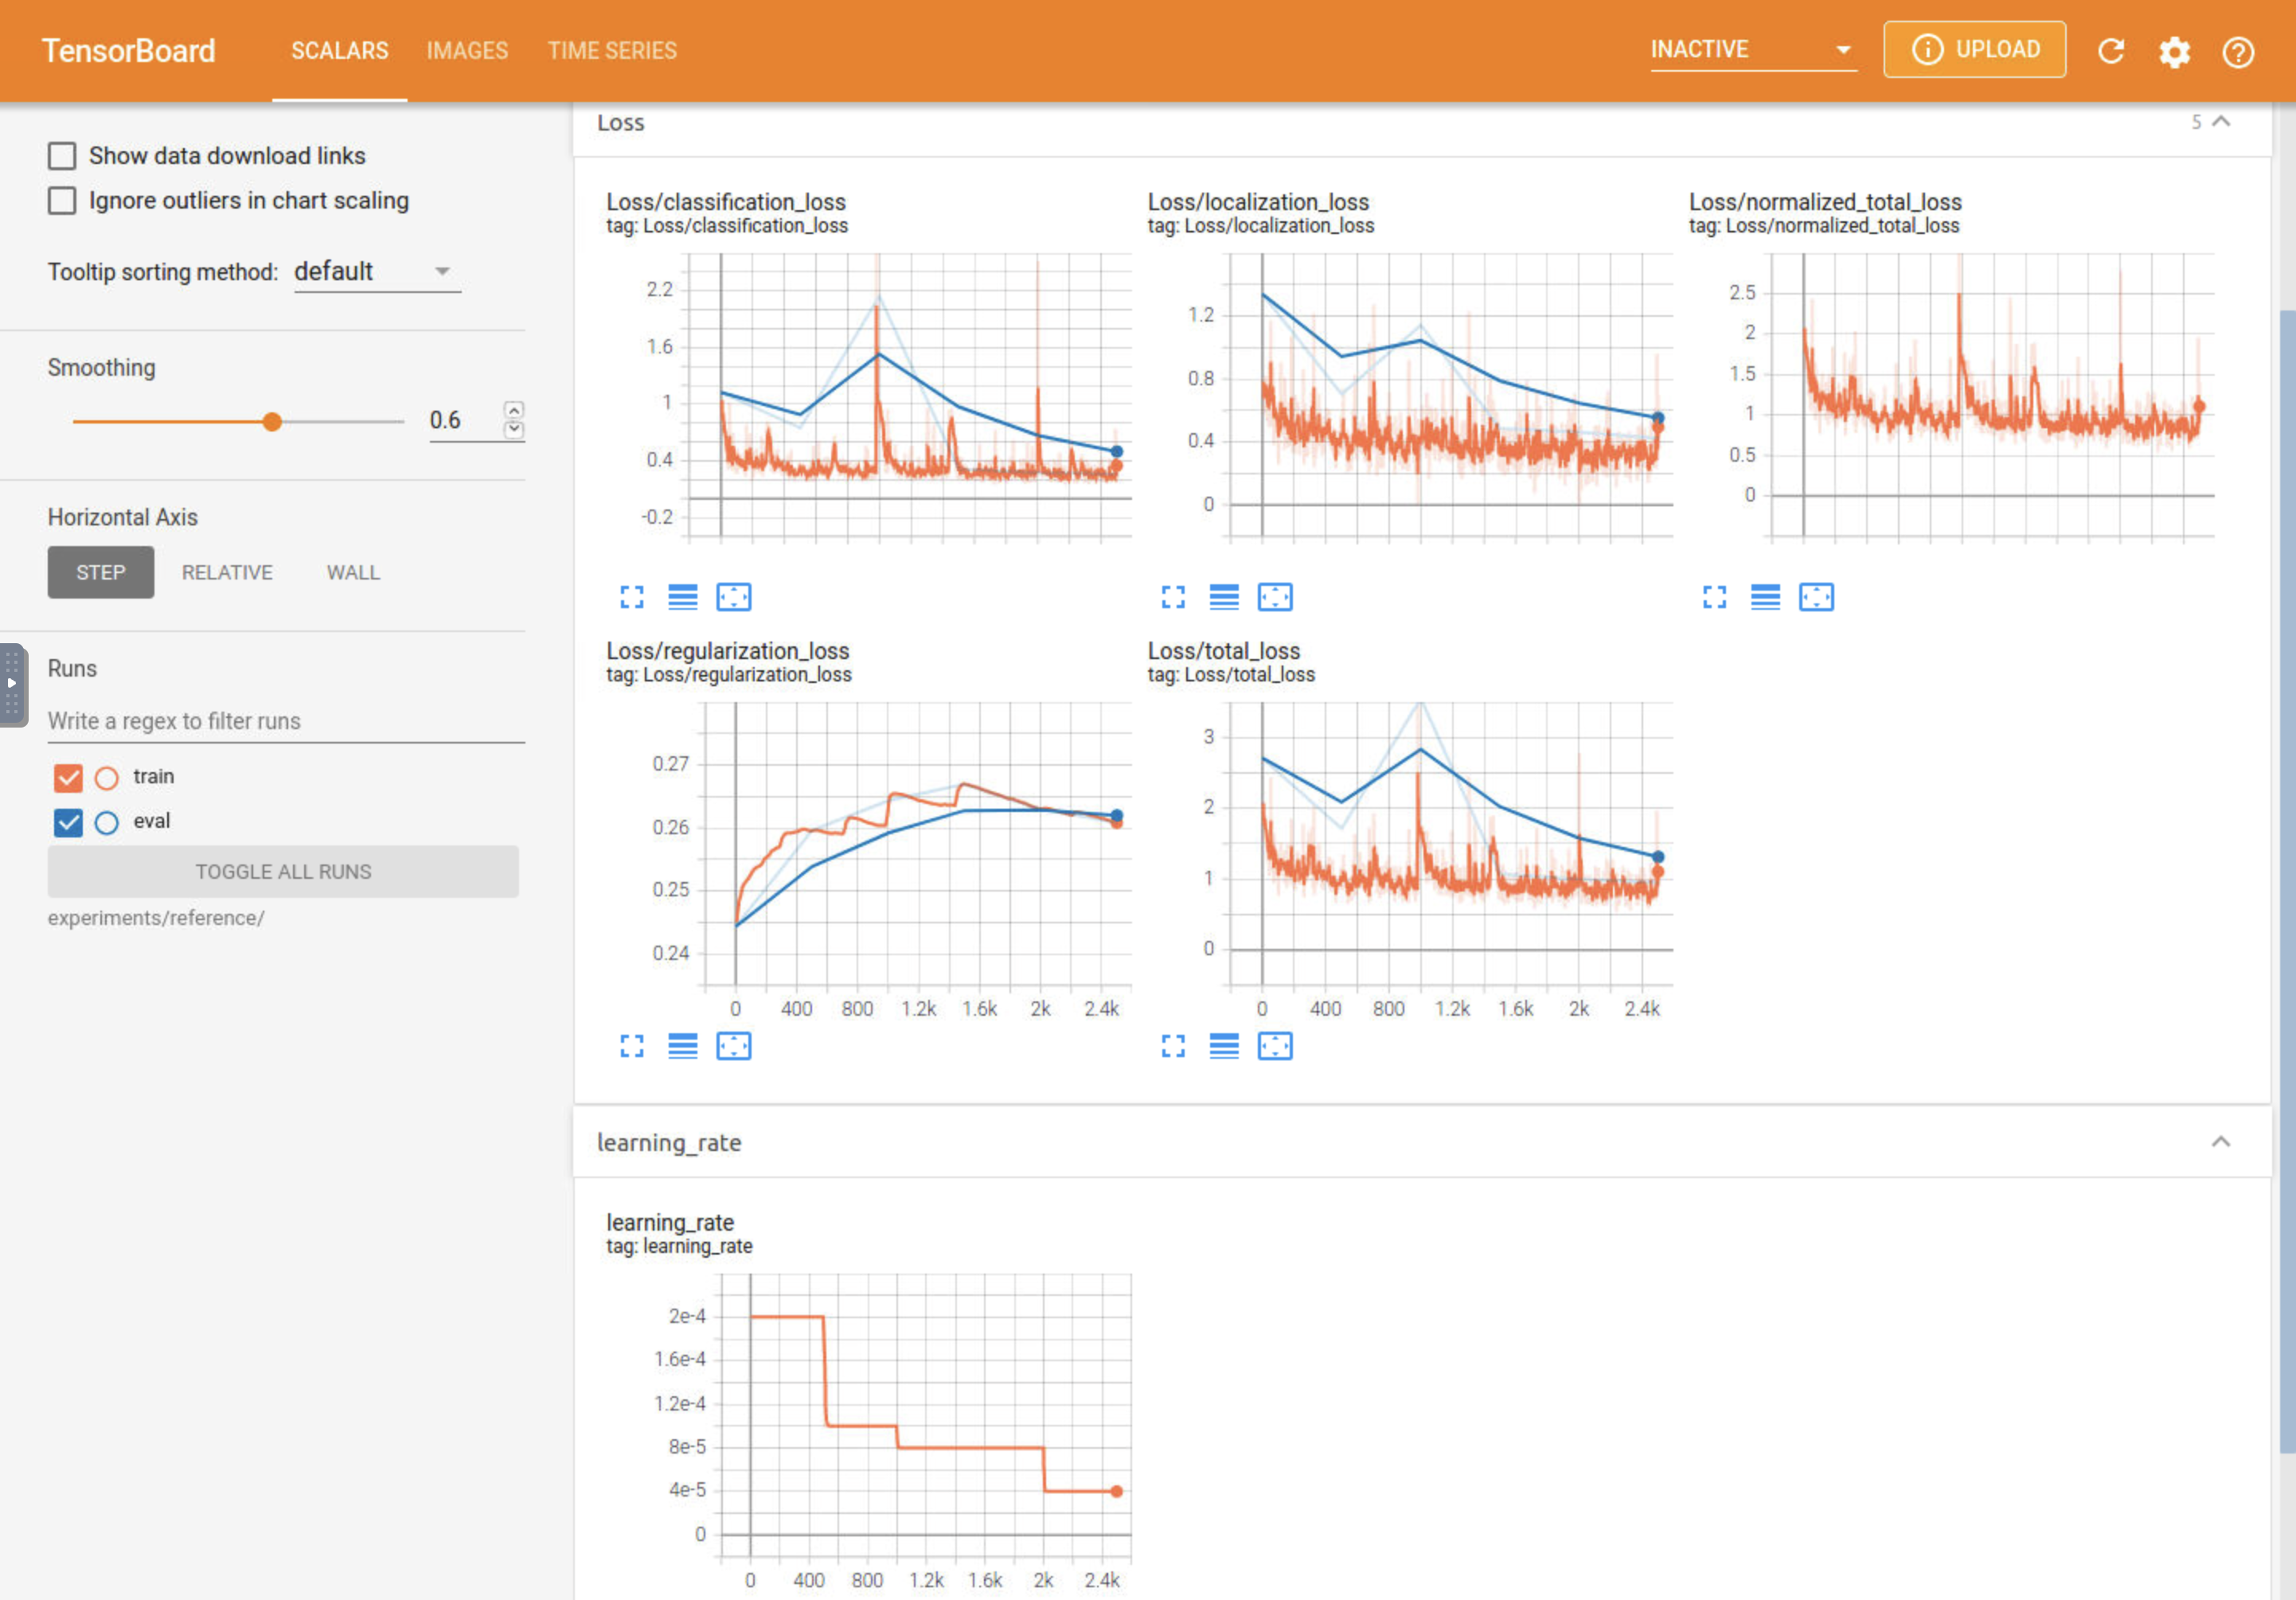 TensorBoard SCALARS IMAGES TIME SERIES INACTIVE UPLOAD
Show data download links
Ignore outliers in chart scaling
Tooltip sorting method: default
Smoothing
0.6
Horizontal Axis
STEP RELATIVE WALL
Runs
Write a regex to filter runs
train
eval
TOGGLE ALL RUNS
experiments/reference/
Loss 5
Loss/classification_loss
tag: Loss/classification_loss
2.2
1.6
1
0.4
-0.2
Loss/localization_loss
tag: Loss/localization_loss
1.2
0.8
0.4
0
Loss/normalized_total_loss
tag: Loss/normalized_total_loss
2.5
2
1.5
1
0.5
0
Loss/regularization_loss
tag: Loss/regularization_loss
0.27
0.26
0.25
0.24
0 400 800 1.2k 1.6k 2k 2.4k
Loss/total_loss
tag: Loss/total_loss
3
2
1
0
0 400 800 1.2k 1.6k 2k 2.4k
learning_rate
learning_rate
tag: learning_rate
2e-4
1.6e-4
1.2e-4
8e-5
4e-5
0
0 400 800 1.2k 1.6k 2k 2.4k